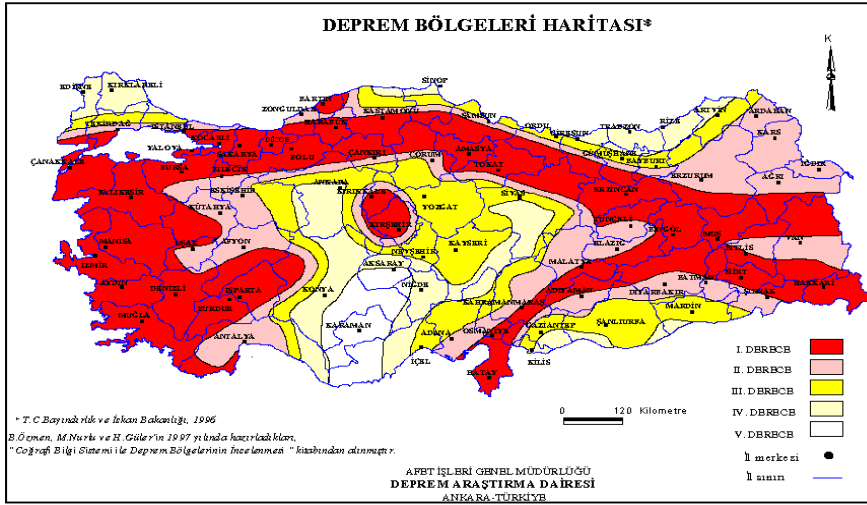 DEPREM BÖLGELERİ HARİTASI*
K
SİNOP
EDİRNE
KIRKLARELİ
BARTIN
ZONGULDAK
KASTAMONU
KARABÜK
SAMSUN
ORDU
GİRESUN
TRABZON
RİZE
ARTVİN
ARDAHAN
KARS
TEKİRDAĞ
İSTANBUL
KOCAELİ
YALOVA
SAKARYA
BOLU
ÇANKIRI
ÇORUM
AMASYA
TOKAT
GÜMÜŞHANE
BAYBURT
IĞDIR
ÇANAKKALE
BURSA
BİLECİK
ERZURUM
AĞRI
BALIKESİR
ESKİŞEHİR
ANKARA
KIRIKKALE
YOZGAT
SİVAS
ERZİNCAN
KÜTAHYA
TUNCELİ
KIRŞEHİR
BİNGÖL
MUŞ
MANİSA
UŞAK
AFYON
NEVŞEHİR
KAYSERİ
ELAZIĞ
BİTLİS
VAN
İZMİR
AKSARAY
MALATYA
AYDIN
DENİZLİ
ISPARTA
KONYA
NİĞDE
KAHRAMANMARAŞ
ADIYAMAN
DİYARBAKIR
BATMAN
SİİRT
HAKKARİ
BURDUR
ŞIRNAK
MUĞLA
KARAMAN
MARDİN
ANTALYA
ADANA
OSMANİYE
GAZİANTEP
ŞANLIURFA
İÇEL
KİLİS
HATAY
I. DERECE
II. DERECE
III. DERECE
IV. DERECE
V. DERECE
İl merkezi
İl sınırı
0 120 Kilometre
* T.C.Bayındırlık ve İskan Bakanlığı, 1996
B.Özmen, M.Nurlu ve H.Güler'in 1997 yılında hazırladıkları,
" Coğrafi Bilgi Sistemi ile Deprem Bölgelerinin İncelenmesi " kitabından alınmıştır.
AFET İŞLERİ GENEL MÜDÜRLÜĞÜ
DEPREM ARAŞTIRMA DAİRESİ
ANKARA-TÜRKİYE